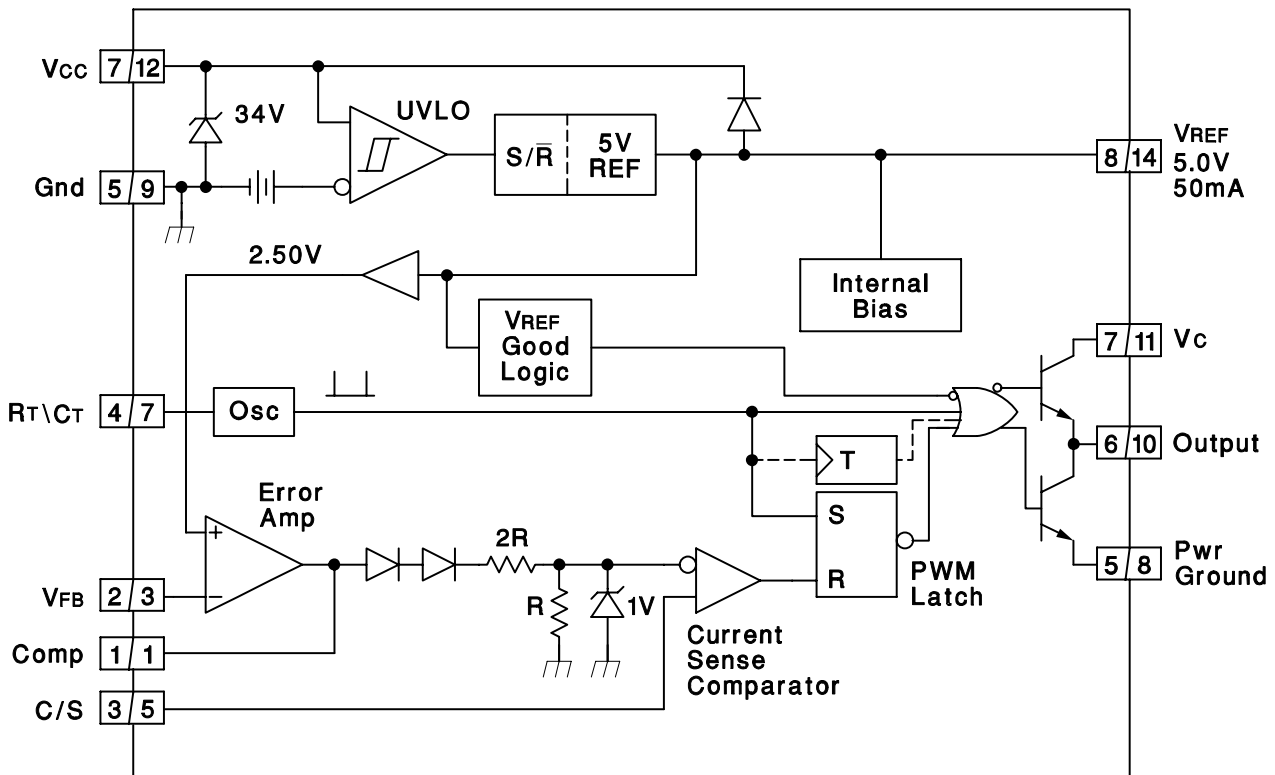 VCC 7/12
34V
UVLO
S/R̅
5V
REF
8/14
VREF
5.0V
50mA
Gnd 5/9
2.50V
Internal
Bias
VREF
Good
Logic
7/11 VC
RT\CT 4/7
Osc
T
6/10 Output
Error
Amp
+
−
S
R
PWM
Latch
2R
R
1V
5/8
Pwr
Ground
VFB 2/3
Comp 1/1
Current
Sense
Comparator
C/S 3/5